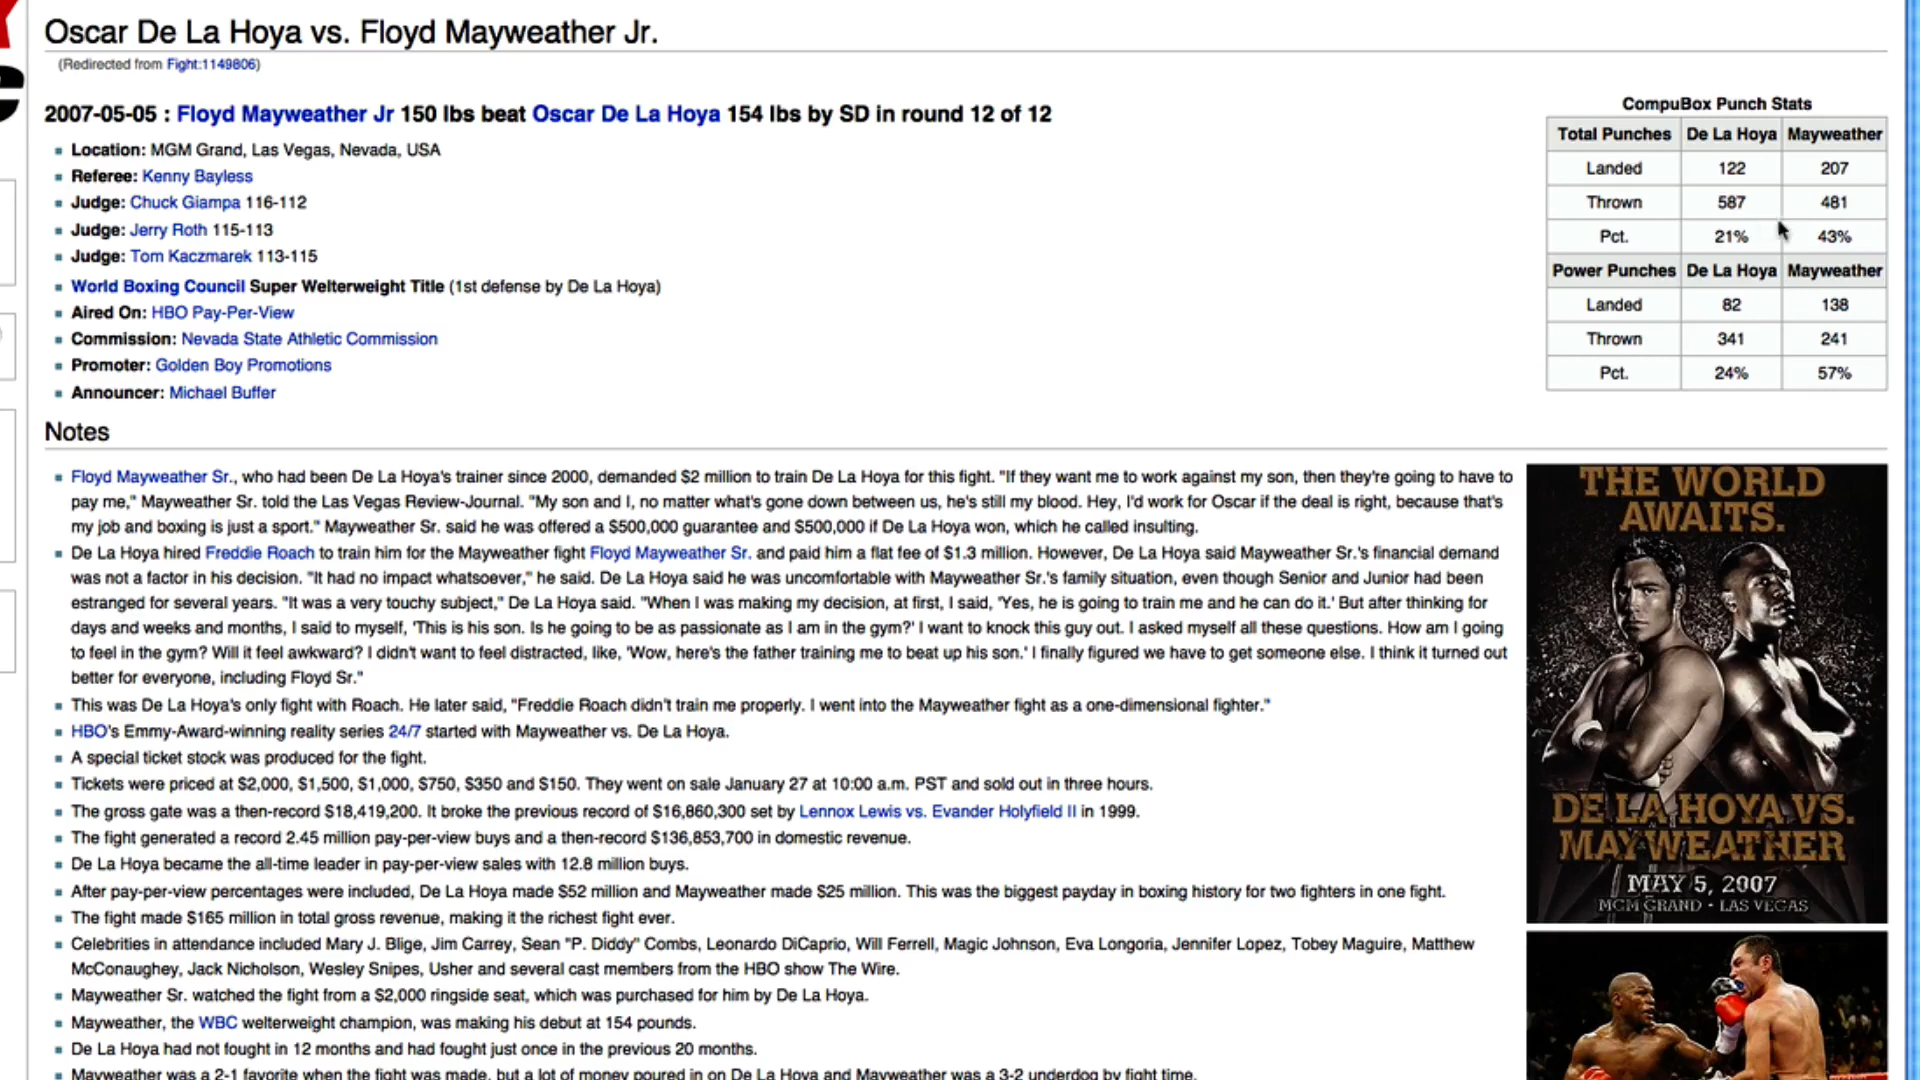 Oscar De La Hoya vs. Floyd Mayweather Jr.
(Redirected from Fight:1149806)
2007-05-05 : Floyd Mayweather Jr 150 lbs beat Oscar De La Hoya 154 lbs by SD in round 12 of 12
Location: MGM Grand, Las Vegas, Nevada, USA
Referee: Kenny Bayless
Judge: Chuck Giampa 116-112
Judge: Jerry Roth 115-113
Judge: Tom Kaczmarek 113-115
World Boxing Council Super Welterweight Title (1st defense by De La Hoya)
Aired On: HBO Pay-Per-View
Commission: Nevada State Athletic Commission
Promoter: Golden Boy Promotions
Announcer: Michael Buffer
CompuBox Punch Stats
Total Punches De La Hoya Mayweather
Landed 122 207
Thrown 587 481
Pct. 21% 43%
Power Punches De La Hoya Mayweather
Landed 82 138
Thrown 341 241
Pct. 24% 57%
Notes
Floyd Mayweather Sr., who had been De La Hoya's trainer since 2000, demanded $2 million to train De La Hoya for this fight. "If they want me to work against my son, then they're going to have to
pay me," Mayweather Sr. told the Las Vegas Review-Journal. "My son and I, no matter what's gone down between us, he's still my blood. Hey, I'd work for Oscar if the deal is right, because that's
my job and boxing is just a sport." Mayweather Sr. said he was offered a $500,000 guarantee and $500,000 if De La Hoya won, which he called insulting.
De La Hoya hired Freddie Roach to train him for the Mayweather fight Floyd Mayweather Sr. and paid him a flat fee of $1.3 million. However, De La Hoya said Mayweather Sr.'s financial demand
was not a factor in his decision. "It had no impact whatsoever," he said. De La Hoya said he was uncomfortable with Mayweather Sr.'s family situation, even though Senior and Junior had been
estranged for several years. "It was a very touchy subject," De La Hoya said. "When I was making my decision, at first, I said, 'Yes, he is going to train me and he can do it.' But after thinking for
days and weeks and months, I said to myself, 'This is his son. Is he going to be as passionate as I am in the gym?' I want to knock this guy out. I asked myself all these questions. How am I going
to feel in the gym? Will it feel awkward? I didn't want to feel distracted, like, 'Wow, here's the father training me to beat up his son.' I finally figured we have to get someone else. I think it turned out
better for everyone, including Floyd Sr."
This was De La Hoya's only fight with Roach. He later said, "Freddie Roach didn't train me properly. I went into the Mayweather fight as a one-dimensional fighter."
HBO's Emmy-Award-winning reality series 24/7 started with Mayweather vs. De La Hoya.
A special ticket stock was produced for the fight.
Tickets were priced at $2,000, $1,500, $1,000, $750, $350 and $150. They went on sale January 27 at 10:00 a.m. PST and sold out in three hours.
The gross gate was a then-record $18,419,200. It broke the previous record of $16,860,300 set by Lennox Lewis vs. Evander Holyfield II in 1999.
The fight generated a record 2.45 million pay-per-view buys and a then-record $136,853,700 in domestic revenue.
De La Hoya became the all-time leader in pay-per-view sales with 12.8 million buys.
After pay-per-view percentages were included, De La Hoya made $52 million and Mayweather made $25 million. This was the biggest payday in boxing history for two fighters in one fight.
The fight made $165 million in total gross revenue, making it the richest fight ever.
Celebrities in attendance included Mary J. Blige, Jim Carrey, Sean "P. Diddy" Combs, Leonardo DiCaprio, Will Ferrell, Magic Johnson, Eva Longoria, Jennifer Lopez, Tobey Maguire, Matthew
McConaughey, Jack Nicholson, Wesley Snipes, Usher and several cast members from the HBO show The Wire.
Mayweather Sr. watched the fight from a $2,000 ringside seat, which was purchased for him by De La Hoya.
Mayweather, the WBC welterweight champion, was making his debut at 154 pounds.
De La Hoya had not fought in 12 months and had fought just once in the previous 20 months.
Mayweather was a 2-1 favorite when the fight was made, but a lot of money poured in on De La Hoya and Mayweather was a 3-2 underdog by fight time.
THE WORLD
AWAITS.
DE LA HOYA VS.
MAYWEATHER
MAY 5, 2007
MGM GRAND • LAS VEGAS